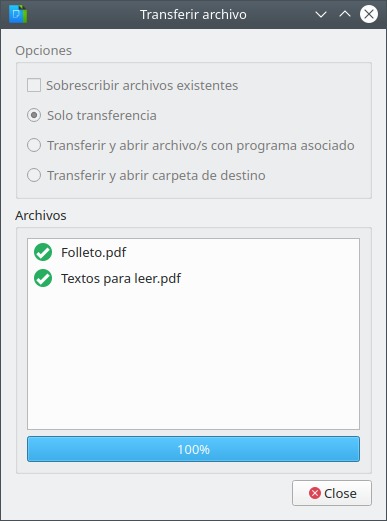 Transferir archivo
Opciones
Sobrescribir archivos existentes
Solo transferencia
Transferir y abrir archivo/s con programa asociado
Transferir y abrir carpeta de destino
Archivos
Folleto.pdf
Textos para leer.pdf
100%
Close